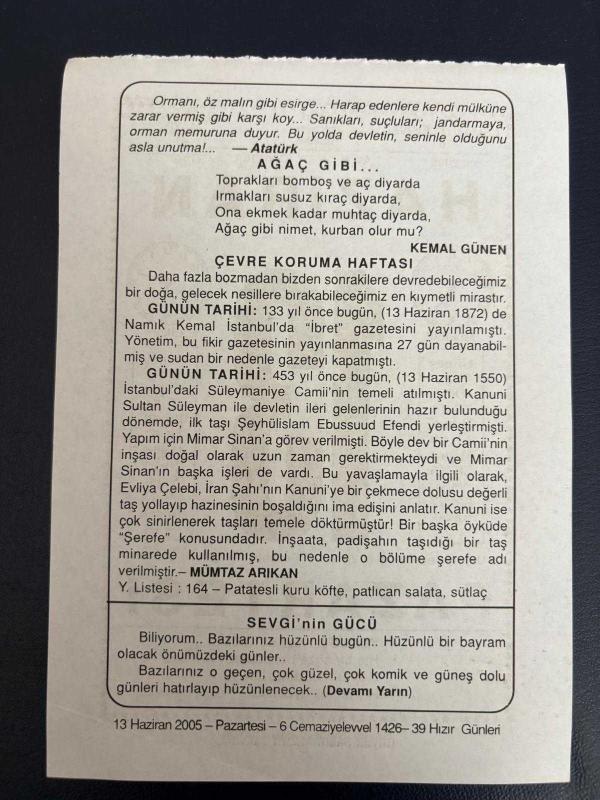 Ormanı, öz malın gibi esirge... Harap edenlere kendi mülküne
zarar vermiş gibi karşı koy... Sanıkları, suçluları; jandarmaya,
orman memuruna duyur. Bu yolda devletin, seninle olduğunu
asla unutma!... — Atatürk
AĞAÇ GİBİ...
Toprakları bomboş ve aç diyarda
Irmakları susuz kıraç diyarda,
Ona ekmek kadar muhtaç diyarda,
Ağaç gibi nimet, kurban olur mu?
KEMAL GÜNEN
ÇEVRE KORUMA HAFTASI
Daha fazla bozmadan bizden sonrakilere devredebileceğimiz
bir doğa, gelecek nesillere bırakabileceğimiz en kıymetli mirastır.
GÜNÜN TARİHİ: 133 yıl önce bugün, (13 Haziran 1872) de
Namık Kemal İstanbul'da “İbret” gazetesini yayınlamıştı.
Yönetim, bu fikir gazetesinin yayınlanmasına 27 gün dayanabil-
miş ve sudan bir nedenle gazeteyi kapatmıştı.
GÜNÜN TARİHİ: 453 yıl önce bugün, (13 Haziran 1550)
İstanbul'daki Süleymaniye Camii'nin temeli atılmıştı. Kanuni
Sultan Süleyman ile devletin ileri gelenlerinin hazır bulunduğu
dönemde, ilk taşı Şeyhülislam Ebussuud Efendi yerleştirmişti.
Yapım için Mimar Sinan'a görev verilmişti. Böyle dev bir Camii'nin
inşası doğal olarak uzun zaman gerektirmekteydi ve Mimar
Sinan'ın başka işleri de vardı. Bu yavaşlamayla ilgili olarak,
Evliya Çelebi, İran Şahı'nın Kanuni'ye bir çekmece dolusu değerli
taş yollayıp hazinesinin boşaldığını ima edişini anlatır. Kanuni ise
çok sinirlenerek taşları temele döktürmüştür! Bir başka öyküde
“Şerefe” konusundadır. İnşaata, padişahın taşıdığı bir taş
minarede kullanılmış, bu nedenle o bölüme şerefe adı
verilmiştir.– MÜMTAZ ARIKAN
Y. Listesi : 164 – Patatesli kuru köfte, patlıcan salata, sütlaç
SEVGİ'nin GÜCÜ
Biliyorum.. Bazılarınız hüzünlü bugün.. Hüzünlü bir bayram
olacak önümüzdeki günler..
Bazılarınız o geçen, çok güzel, çok komik ve güneş dolu
günleri hatırlayıp hüzünlenecek.. (Devamı Yarın)
13 Haziran 2005 – Pazartesi – 6 Cemaziyelevvel 1426– 39 Hızır Günleri